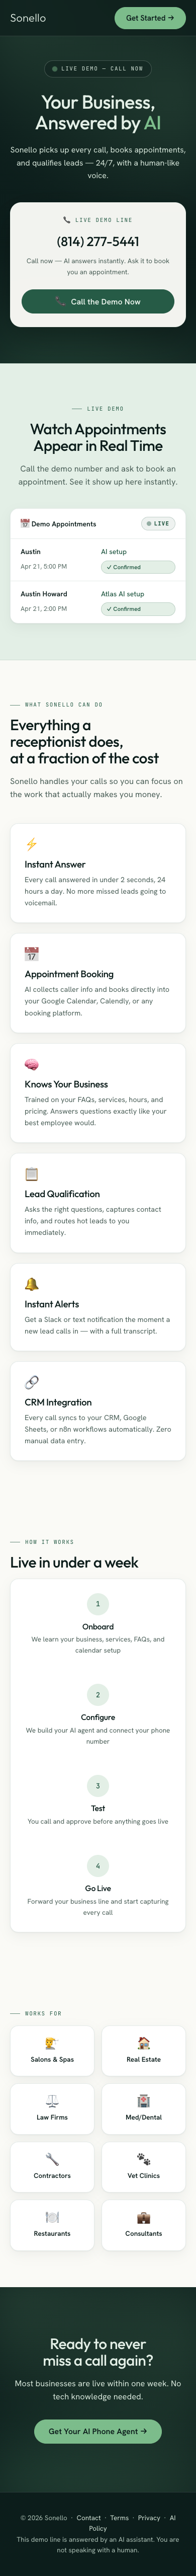 Sonello
Get Started →
LIVE DEMO — CALL NOW
Your Business,
Answered by AI
Sonello picks up every call, books appointments,
and qualifies leads — 24/7, with a human-like
voice.
LIVE DEMO LINE
(814) 277-5441
Call now — AI answers instantly. Ask it to book
you an appointment.
Call the Demo Now
LIVE DEMO
Watch Appointments
Appear in Real Time
Call the demo number and ask to book an
appointment. See it show up here instantly.
Demo Appointments
LIVE
Austin
AI setup
Apr 21, 5:00 PM
✓ Confirmed
Austin Howard
Atlas AI setup
Apr 21, 2:00 PM
✓ Confirmed
WHAT SONELLO CAN DO
Everything a
receptionist does,
at a fraction of the cost
Sonello handles your calls so you can focus on
the work that actually makes you money.
Instant Answer
Every call answered in under 2 seconds, 24
hours a day. No more missed leads going to
voicemail.
Appointment Booking
AI collects caller info and books directly into
your Google Calendar, Calendly, or any
booking platform.
Knows Your Business
Trained on your FAQs, services, hours, and
pricing. Answers questions exactly like your
best employee would.
Lead Qualification
Asks the right questions, captures contact
info, and routes hot leads to you
immediately.
Instant Alerts
Get a Slack or text notification the moment a
new lead calls in — with a full transcript.
CRM Integration
Every call syncs to your CRM, Google
Sheets, or n8n workflows automatically. Zero
manual data entry.
HOW IT WORKS
Live in under a week
1
Onboard
We learn your business, services, FAQs, and
calendar setup
2
Configure
We build your AI agent and connect your phone
number
3
Test
You call and approve before anything goes live
4
Go Live
Forward your business line and start capturing
every call
WORKS FOR
Salons & Spas
Real Estate
Law Firms
Med/Dental
Contractors
Vet Clinics
Restaurants
Consultants
Ready to never
miss a call again?
Most businesses are live within one week. No
tech knowledge needed.
Get Your AI Phone Agent →
© 2026 Sonello · Contact · Terms · Privacy · AI
Policy
This demo line is answered by an AI assistant. You are
not speaking with a human.